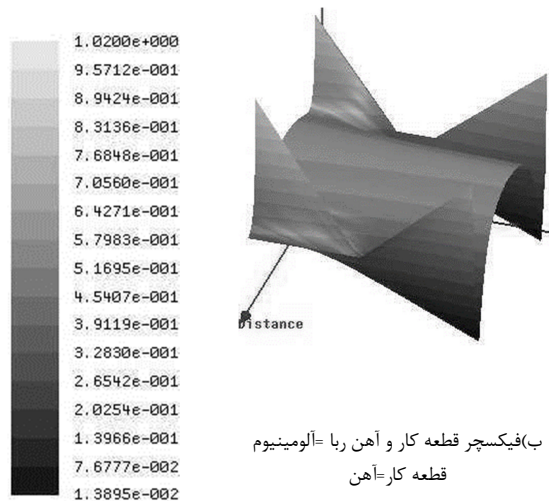 1.0200e+000
9.5712e-001
8.9424e-001
8.3136e-001
7.6848e-001
7.0560e-001
6.4271e-001
5.7983e-001
5.1695e-001
4.5407e-001
3.9119e-001
3.2830e-001
2.6542e-001
2.0254e-001
1.3966e-001
7.6777e-002
1.3895e-002
Distance
ب)فیکسچر قطعه کار و آهن ربا =آلومینیوم
قطعه کار=آهن